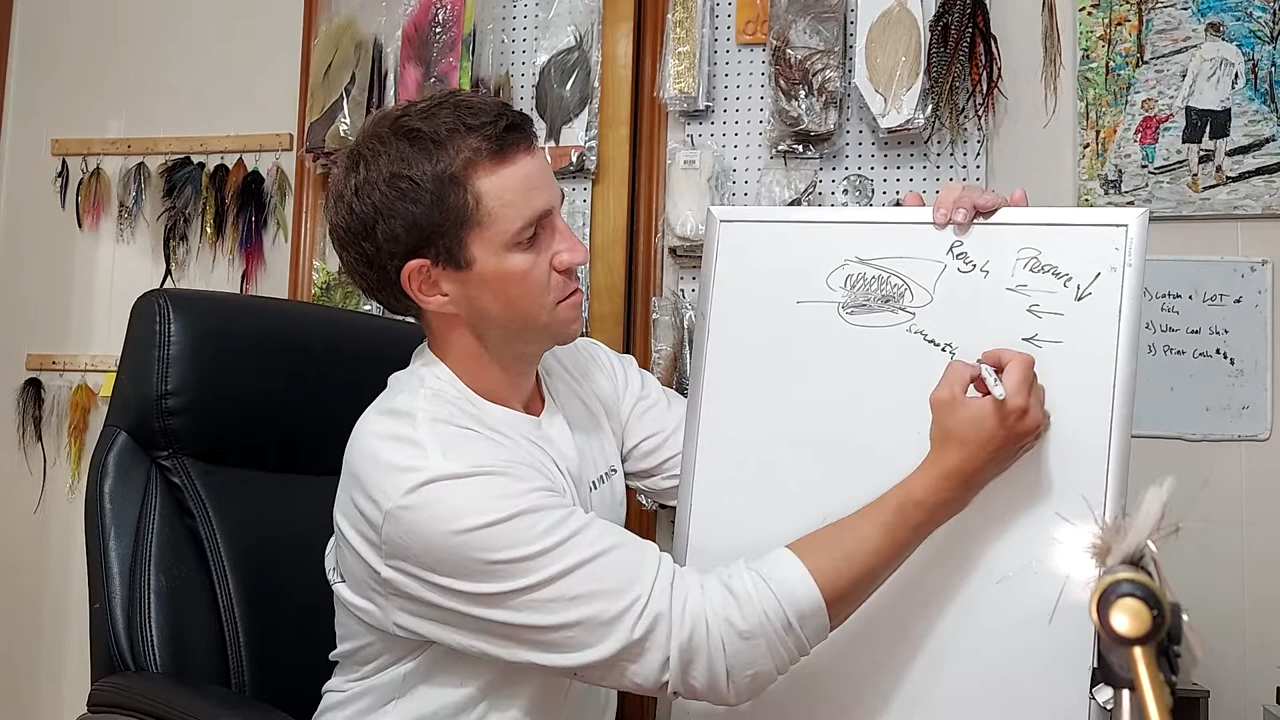 Rough
Pressure
smooth
1) Catch a LOT of
fish
2) Wear Cool Shit
3) Print Cash $$$